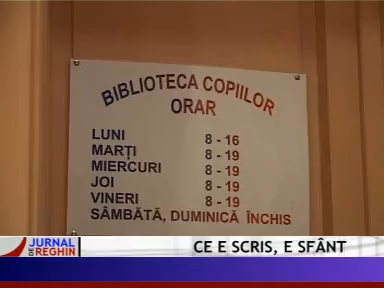 BIBLIOTECA COPIILOR
ORAR
LUNI 8 - 16
MARȚI 8 - 19
MIERCURI 8 - 19
JOI 8 - 19
VINERI 8 - 19
SÂMBĂTĂ, DUMINICĂ ÎNCHIS
JURNAL
DE REGHIN
CE E SCRIS, E SFÂNT